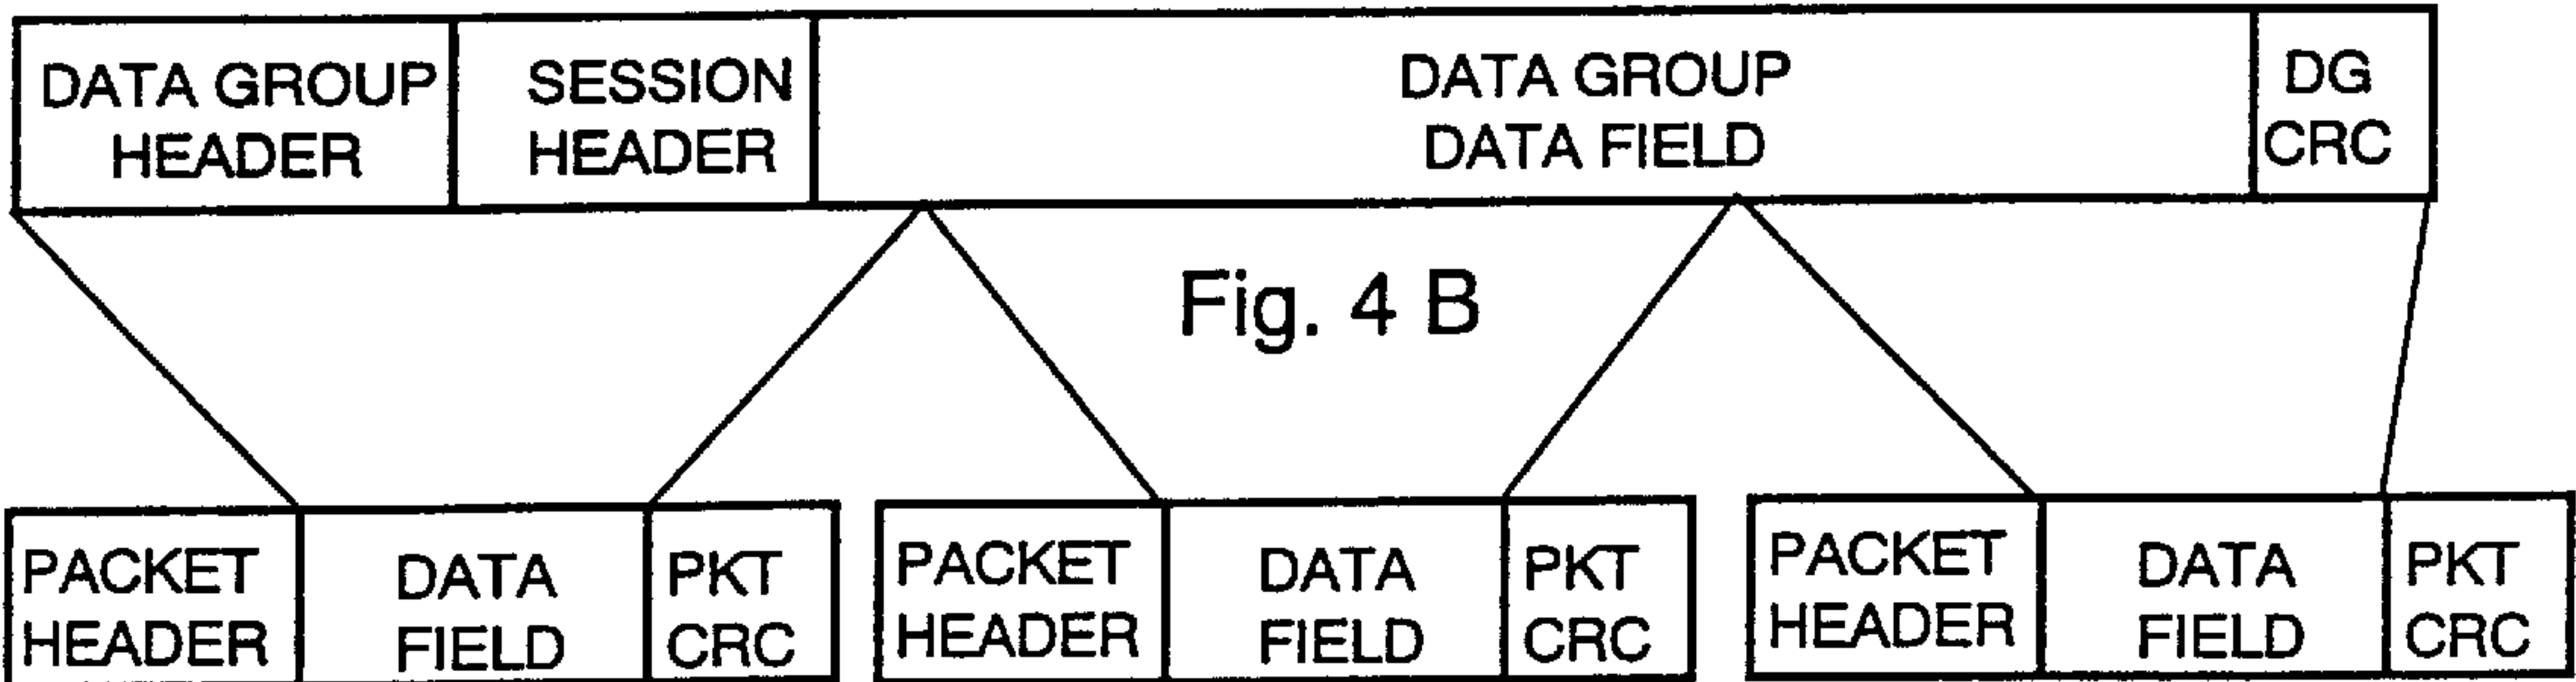 DATA GROUP
HEADER
SESSION
HEADER
DATA GROUP
DATA FIELD
DG
CRC
Fig. 4 B
PACKET
HEADER
DATA
FIELD
PKT
CRC
PACKET
HEADER
DATA
FIELD
PKT
CRC
PACKET
HEADER
DATA
FIELD
PKT
CRC